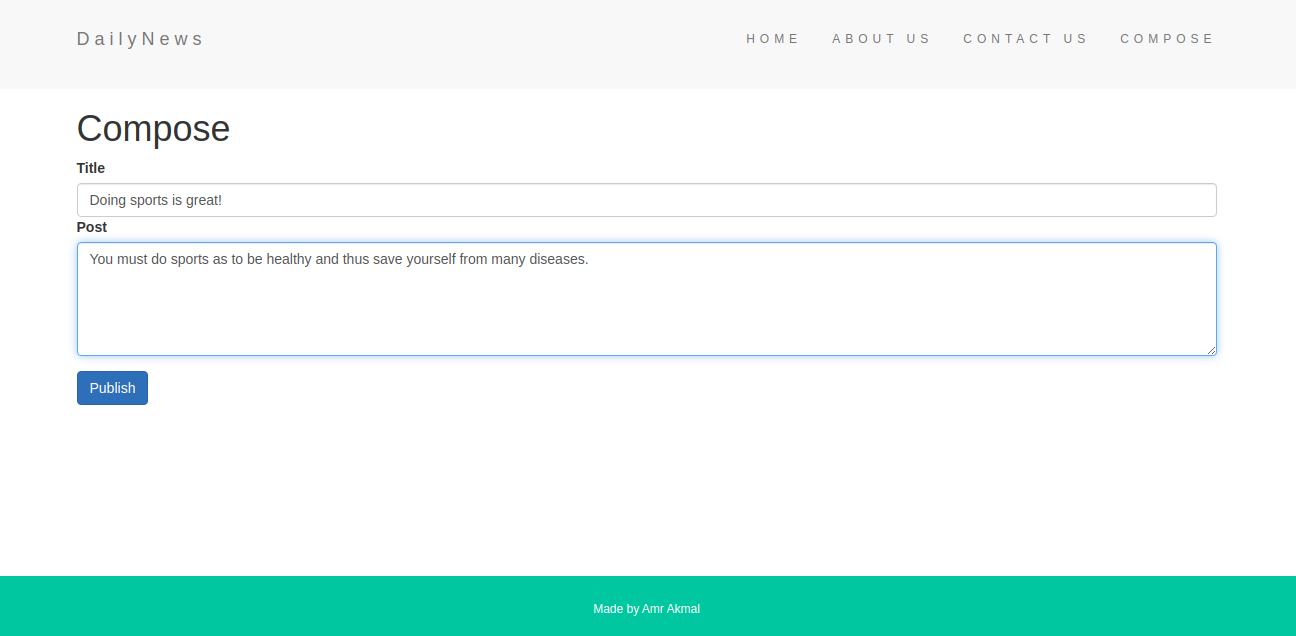 DailyNews
HOME ABOUT US CONTACT US COMPOSE
Compose
Title
Doing sports is great!
Post
You must do sports as to be healthy and thus save yourself from many diseases.
Publish
Made by Amr Akmal